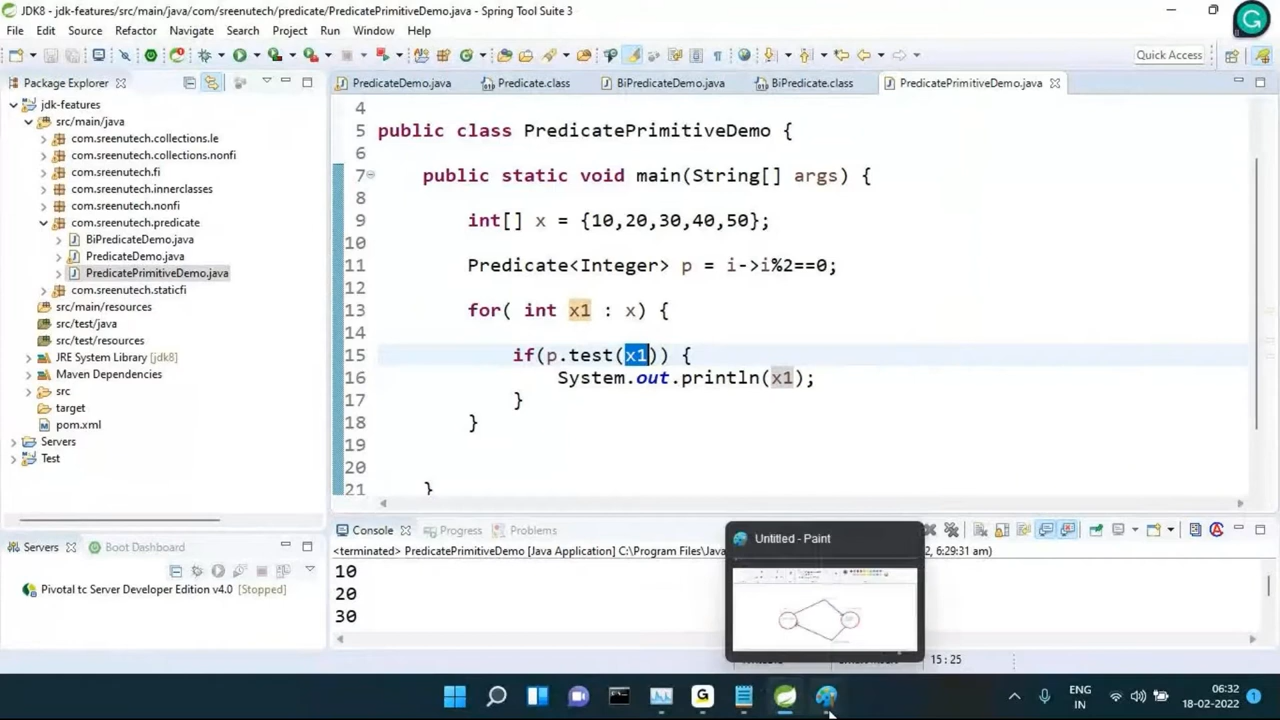 JDK8 - jdk-features/src/main/java/com/sreenutech/predicate/PredicatePrimitiveDemo.java - Spring Tool Suite 3
File Edit Source Refactor Navigate Search Project Run Window Help
Quick Access
Package Explorer
PredicateDemo.java Predicate.class BiPredicateDemo.java BiPredicate.class PredicatePrimitiveDemo.java
jdk-features
src/main/java
com.sreenutech.collections.le
com.sreenutech.collections.nonfi
com.sreenutech.fi
com.sreenutech.innerclasses
com.sreenutech.nonfi
com.sreenutech.predicate
BiPredicateDemo.java
PredicateDemo.java
PredicatePrimitiveDemo.java
com.sreenutech.staticfi
src/main/resources
src/test/java
src/test/resources
JRE System Library [jdk8]
Maven Dependencies
src
target
pom.xml
Servers
Test
4
5 public class PredicatePrimitiveDemo {
6
7 public static void main(String[] args) {
8
9 int[] x = {10,20,30,40,50};
10
11 Predicate<Integer> p = i->i%2==0;
12
13 for( int x1 : x) {
14
15 if(p.test(x1)) {
16 System.out.println(x1);
17 }
18 }
19
20
21 }
Servers Boot Dashboard
Pivotal tc Server Developer Edition v4.0 [Stopped]
Console Progress Problems
<terminated> PredicatePrimitiveDemo [Java Application] C:\Program Files\Java 2, 6:29:31 am)
10
20
30
Untitled - Paint
15 : 25
ENG
IN
06:32
18-02-2022
1